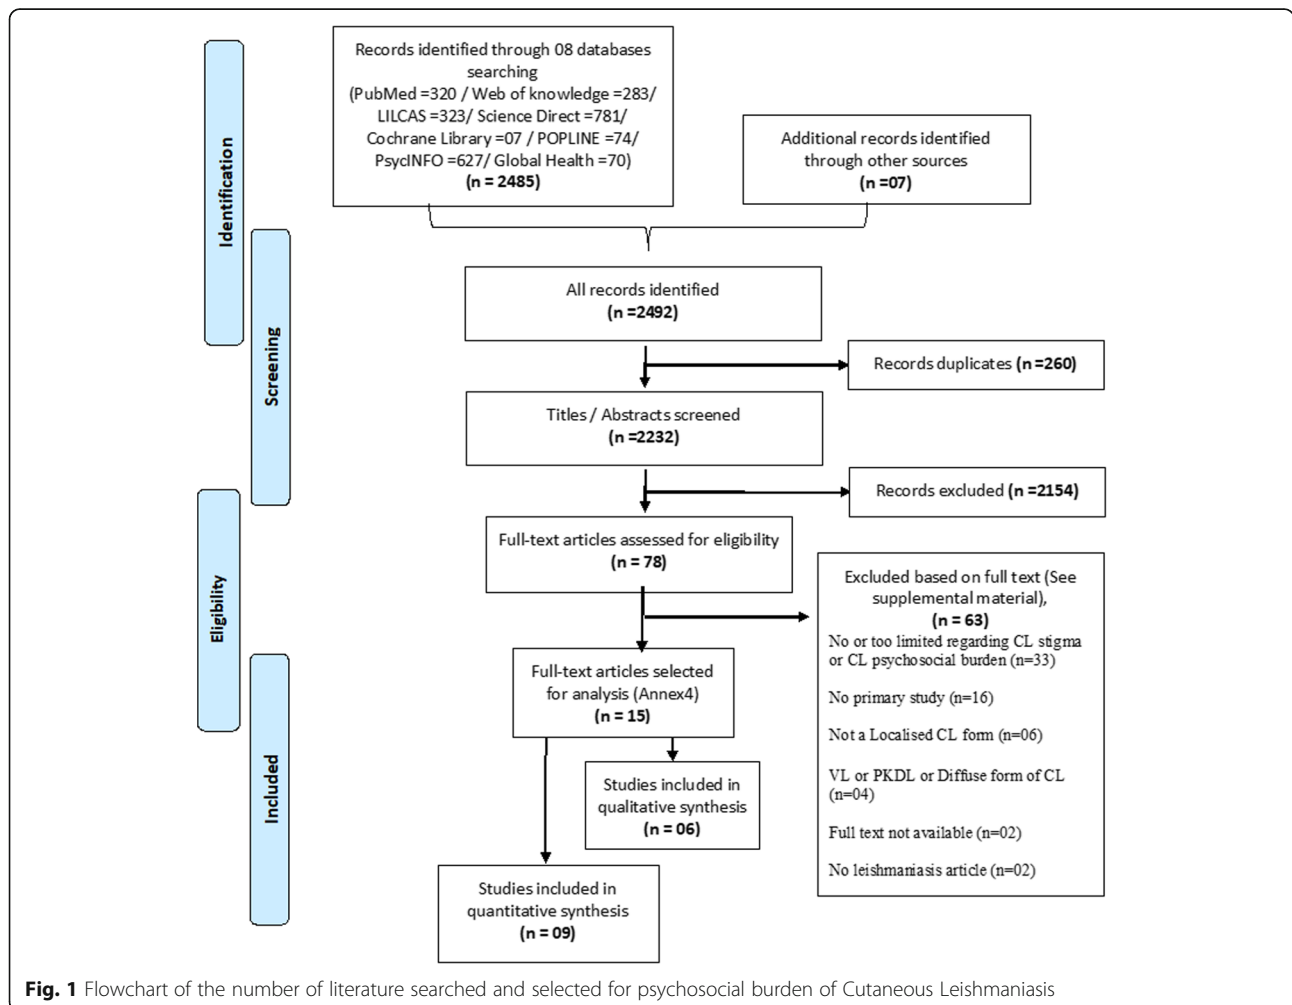 Identification
Screening
Eligibility
Included
Records identified through 08 databases
searching
(PubMed =320 / Web of knowledge =283/
LILCAS =323/ Science Direct =781/
Cochrane Library =07 / POPLINE =74/
PsycINFO =627/ Global Health =70)
(n = 2485)
Additional records identified
through other sources
(n =07)
All records identified
(n =2492)
Records duplicates (n =260)
Titles / Abstracts screened
(n =2232)
Records excluded (n =2154)
Full-text articles assessed for eligibility
(n = 78)
Excluded based on full text (See
supplemental material),
(n = 63)
No or too limited regarding CL stigma
or CL psychosocial burden (n=33)
No primary study (n=16)
Not a Localised CL form (n=06)
VL or PKDL or Diffuse form of CL
(n=04)
Full text not available (n=02)
No leishmaniasis article (n=02)
Full-text articles selected
for analysis (Annex4)
(n = 15)
Studies included in
qualitative synthesis
(n = 06)
Studies included in
quantitative synthesis
(n = 09)
Fig. 1 Flowchart of the number of literature searched and selected for psychosocial burden of Cutaneous Leishmaniasis